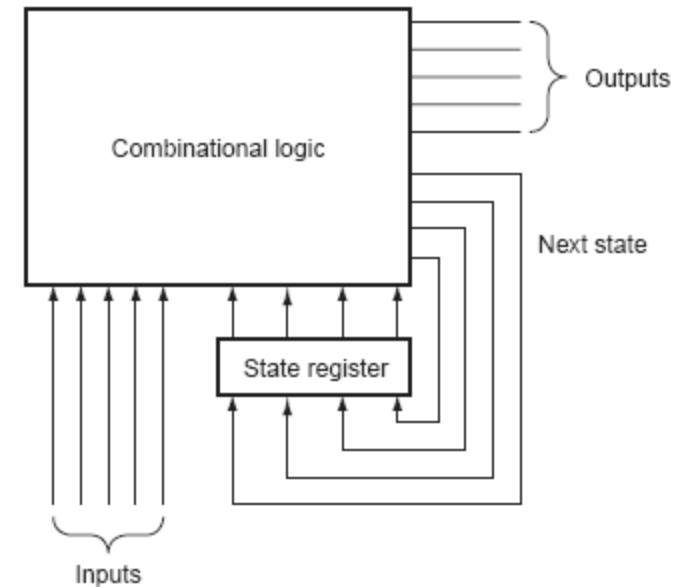 Outputs
Combinational logic
Next state
State register
Inputs